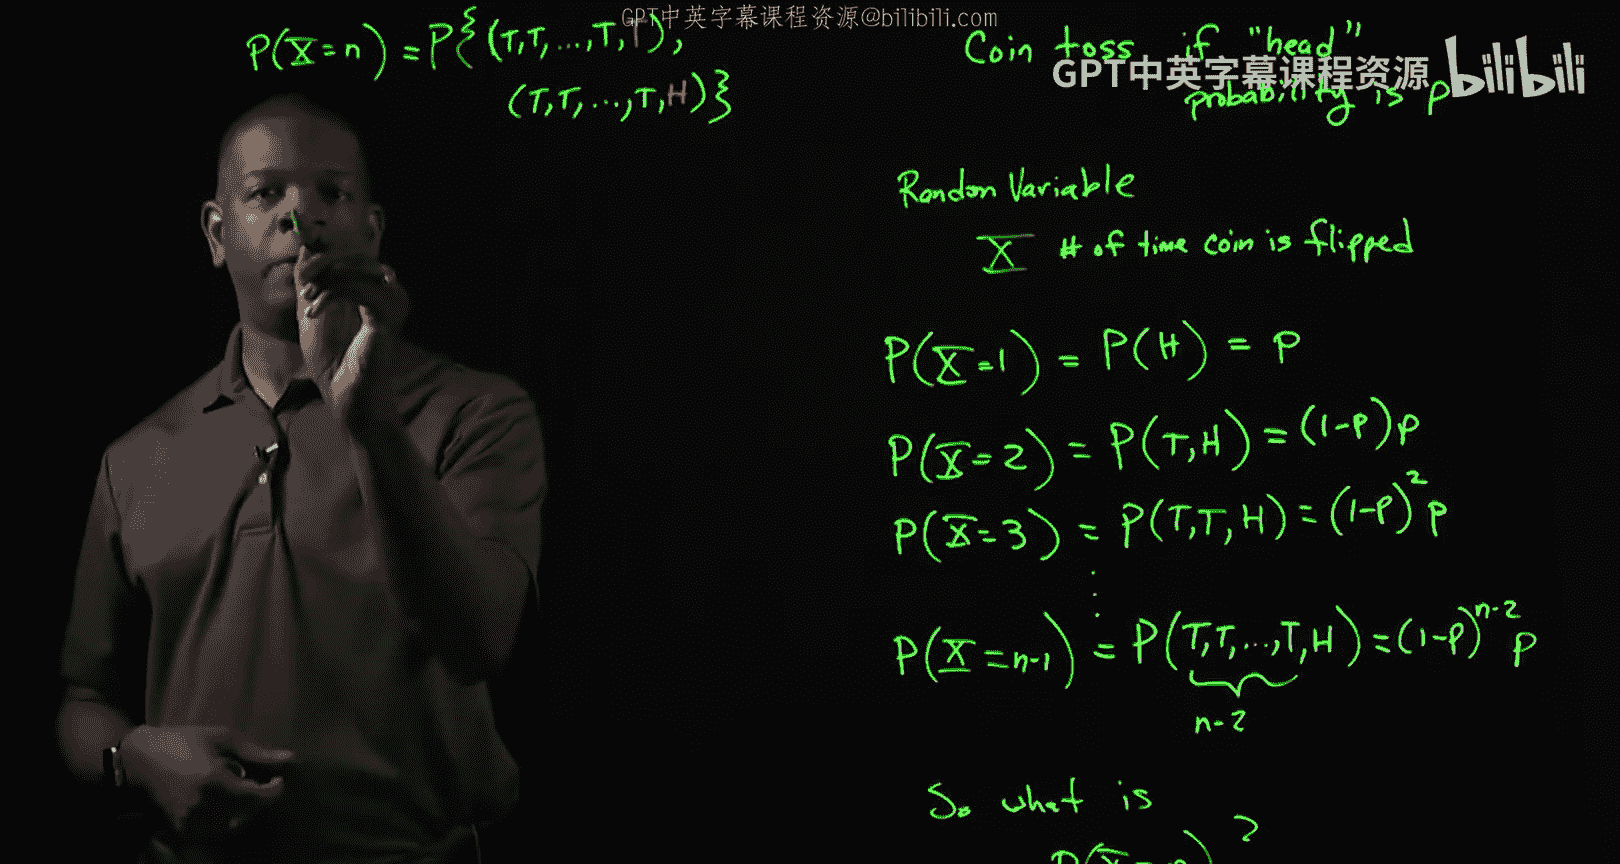 GPT中英字幕课程资源@bilibili.com
GPT中英字幕课程资源 bilibili
P(X=n) = P{(T,T,...,T,T),
(T,T,...,T,H)}
Coin toss if "head"
probability is p
Random Variable
X # of time coin is flipped
P(X=1) = P(H) = p
P(X=2) = P(T,H) = (1-p)p
P(X=3) = P(T,T,H) = (1-p)²p
⋮
P(X=n-1) = P(T,T,...,T,H) = (1-p)ⁿ⁻²p
n-2
So what is
?